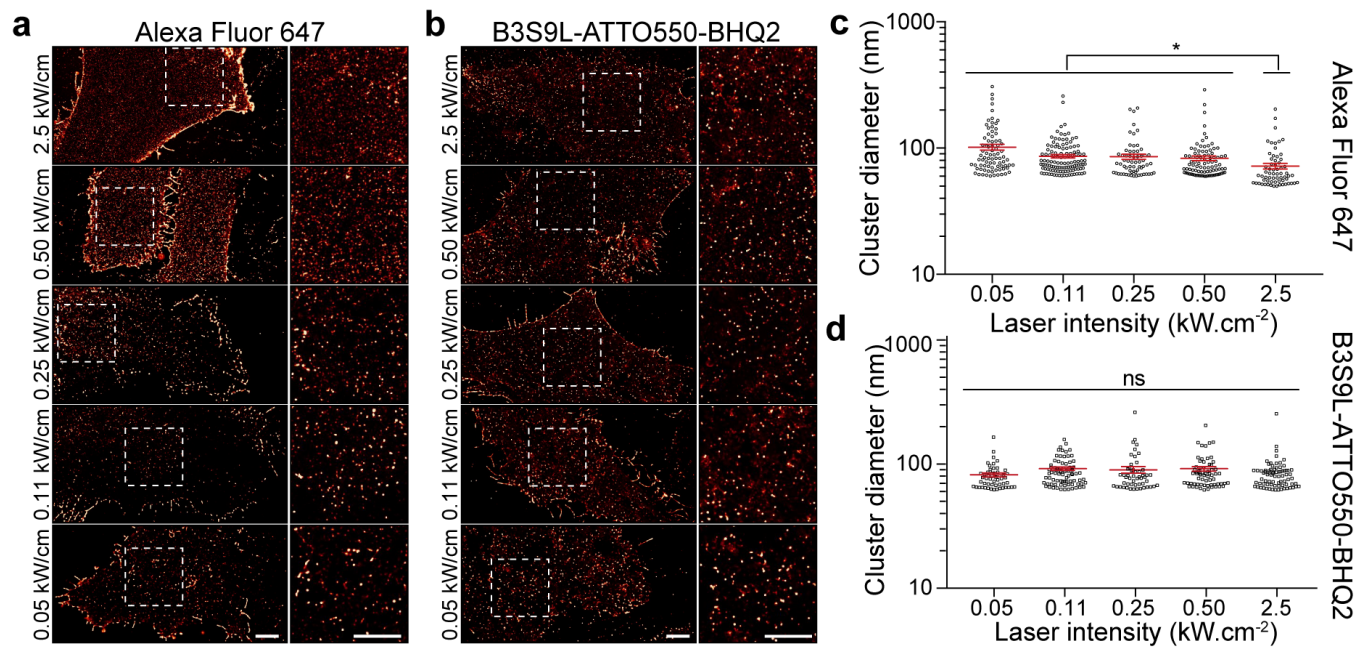 a
Alexa Fluor 647
2.5 kW/cm
0.50 kW/cm
0.25 kW/cm
0.11 kW/cm
0.05 kW/cm
b
B3S9L-ATTO550-BHQ2
2.5 kW/cm
0.50 kW/cm
0.25 kW/cm
0.11 kW/cm
0.05 kW/cm
c
Cluster diameter (nm)
1000
100
10
*
0.05 0.11 0.25 0.50 2.5
Laser intensity (kW.cm-2)
Alexa Fluor 647
d
Cluster diameter (nm)
1000
100
10
ns
0.05 0.11 0.25 0.50 2.5
Laser intensity (kW.cm-2)
B3S9L-ATTO550-BHQ2